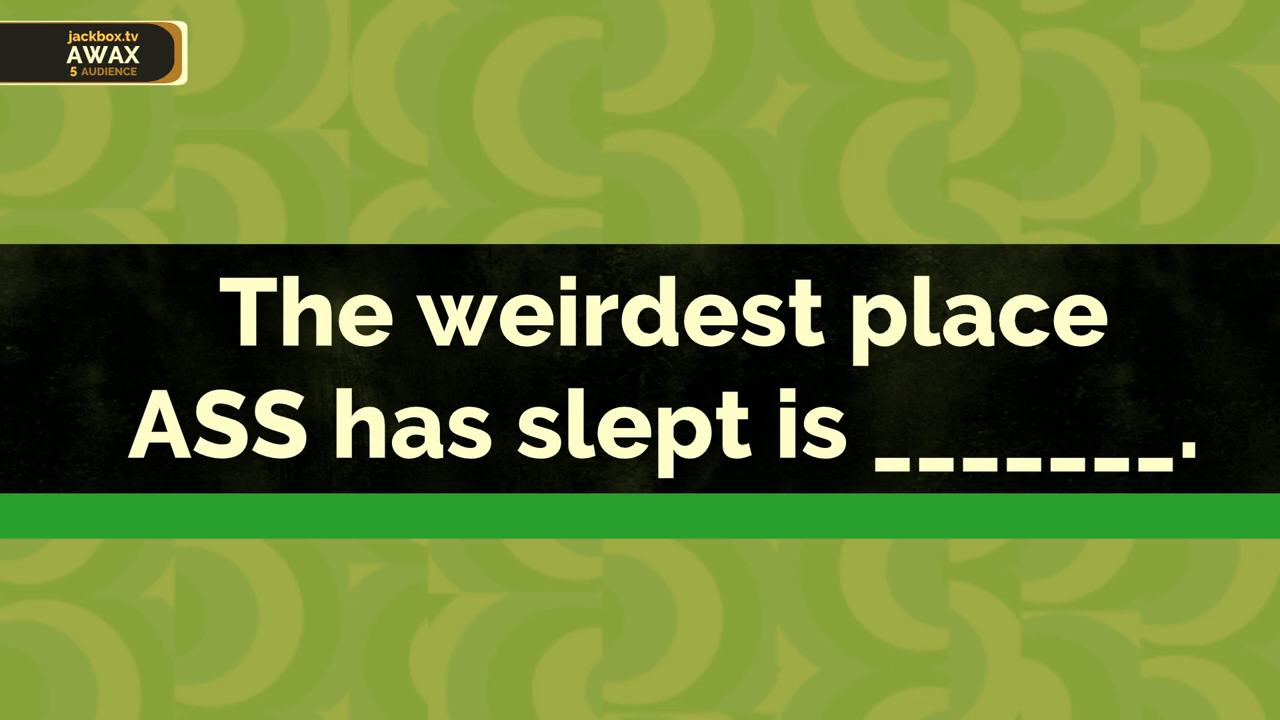 jackbox.tv
AWAX
5 AUDIENCE
The weirdest place
ASS has slept is _______.